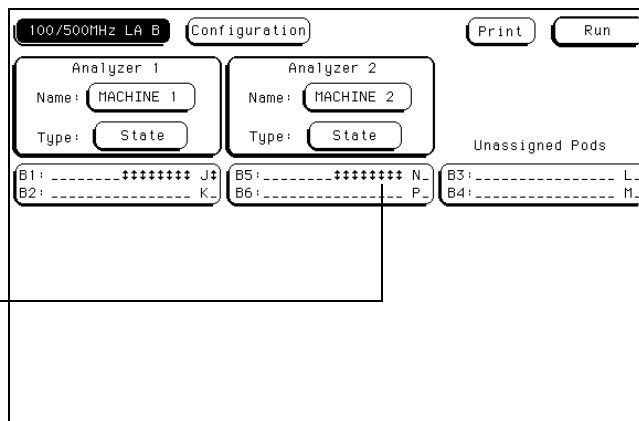 100/500MHz LA B Configuration Print Run
Analyzer 1 Analyzer 2
Name: MACHINE 1 Name: MACHINE 2
Type: State Type: State
Unassigned Pods
B1: ________‡‡‡‡‡‡‡‡ J‡ B5: ________‡‡‡‡‡‡‡‡ N_ B3: ________________ L_
B2: ________________ K_ B6: ________________ P_ B4: ________________ M_